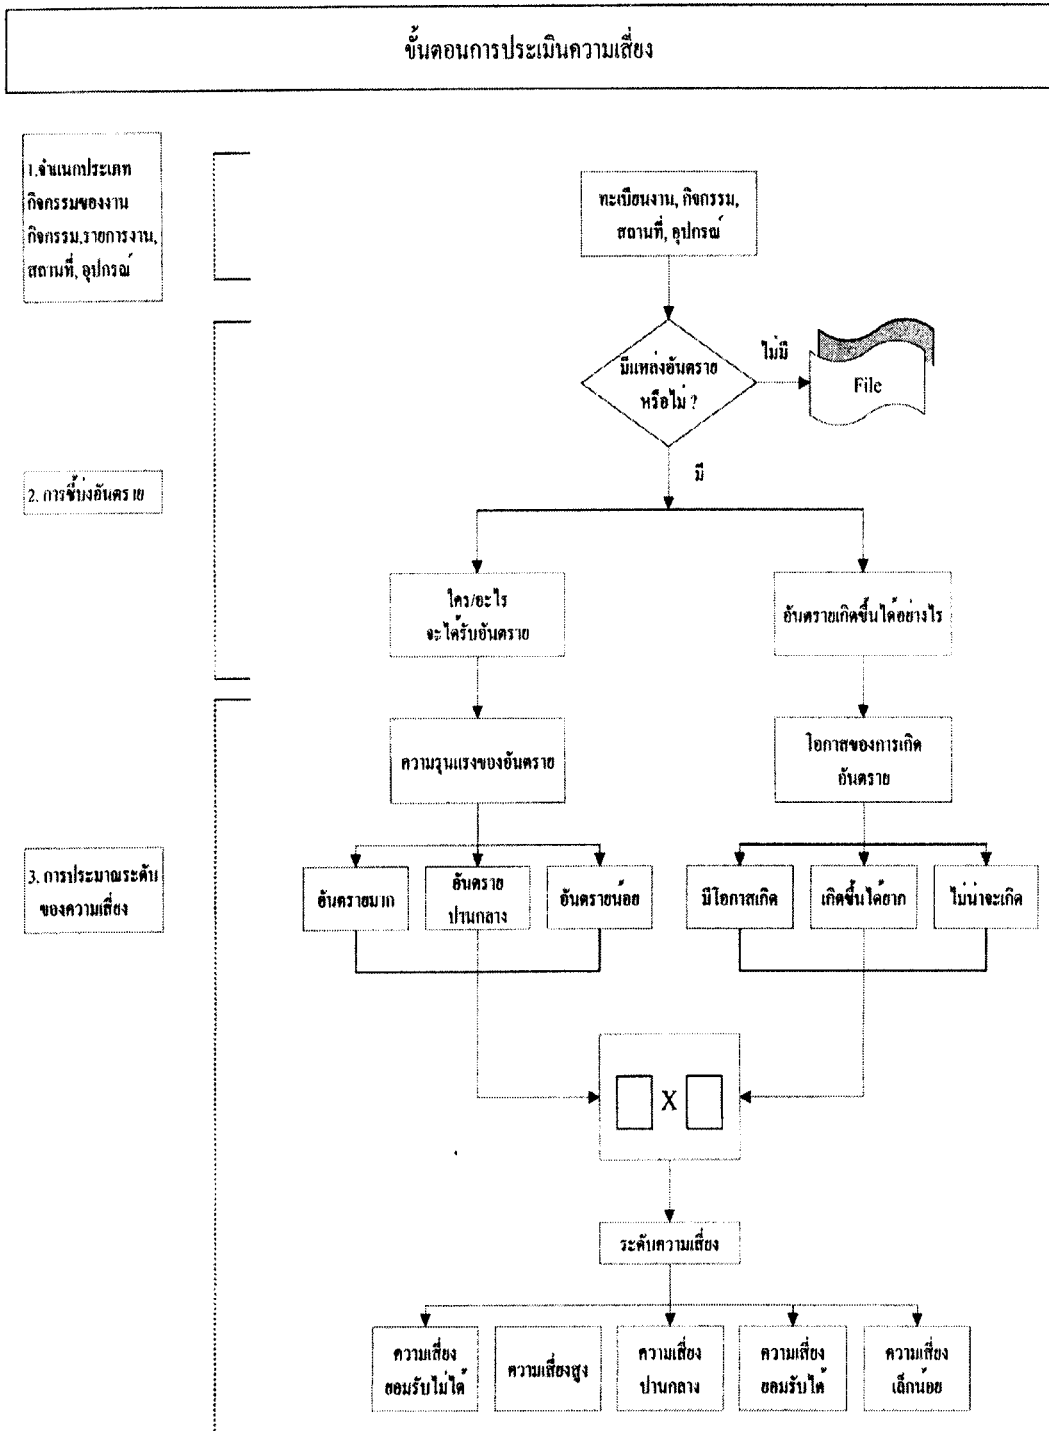 ขั้นตอนการประเมินความเสี่ยง
1.จำแนกประเภท
กิจกรรมของงาน
กิจกรรม,รายการงาน,
สถานที่, อุปกรณ์
ทะเบียนงาน, กิจกรรม,
สถานที่, อุปกรณ์
มีแหล่งอันตราย
หรือไม่ ?
ไม่มี
File
มี
2. การชี้บ่งอันตราย
ใคร/อะไร
จะได้รับอันตราย
อันตรายเกิดขึ้นได้อย่างไร
ความรุนแรงของอันตราย
โอกาสของการเกิด
อันตราย
3. การประมาณระดับ
ของความเสี่ยง
อันตรายมาก
อันตราย
ปานกลาง
อันตรายน้อย
มีโอกาสเกิด
เกิดขึ้นได้ยาก
ไม่น่าจะเกิด
X
ระดับความเสี่ยง
ความเสี่ยง
ยอมรับไม่ได้
ความเสี่ยงสูง
ความเสี่ยง
ปานกลาง
ความเสี่ยง
ยอมรับได้
ความเสี่ยง
เล็กน้อย